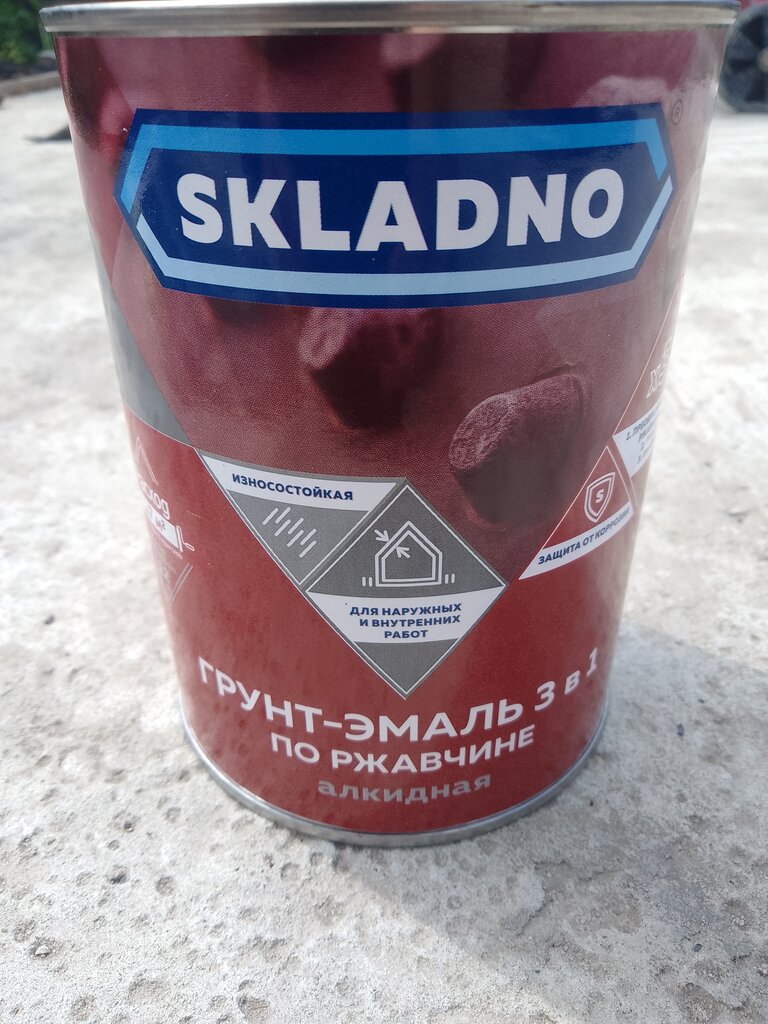 SKLADNO
®
ИЗНОСОСТОЙКАЯ
ДЛЯ НАРУЖНЫХ
И ВНУТРЕННИХ
РАБОТ
S
ЗАЩИТА ОТ КОРРОЗИИ
ГРУНТ-ЭМАЛЬ 3 в 1
ПО РЖАВЧИНЕ
алкидная